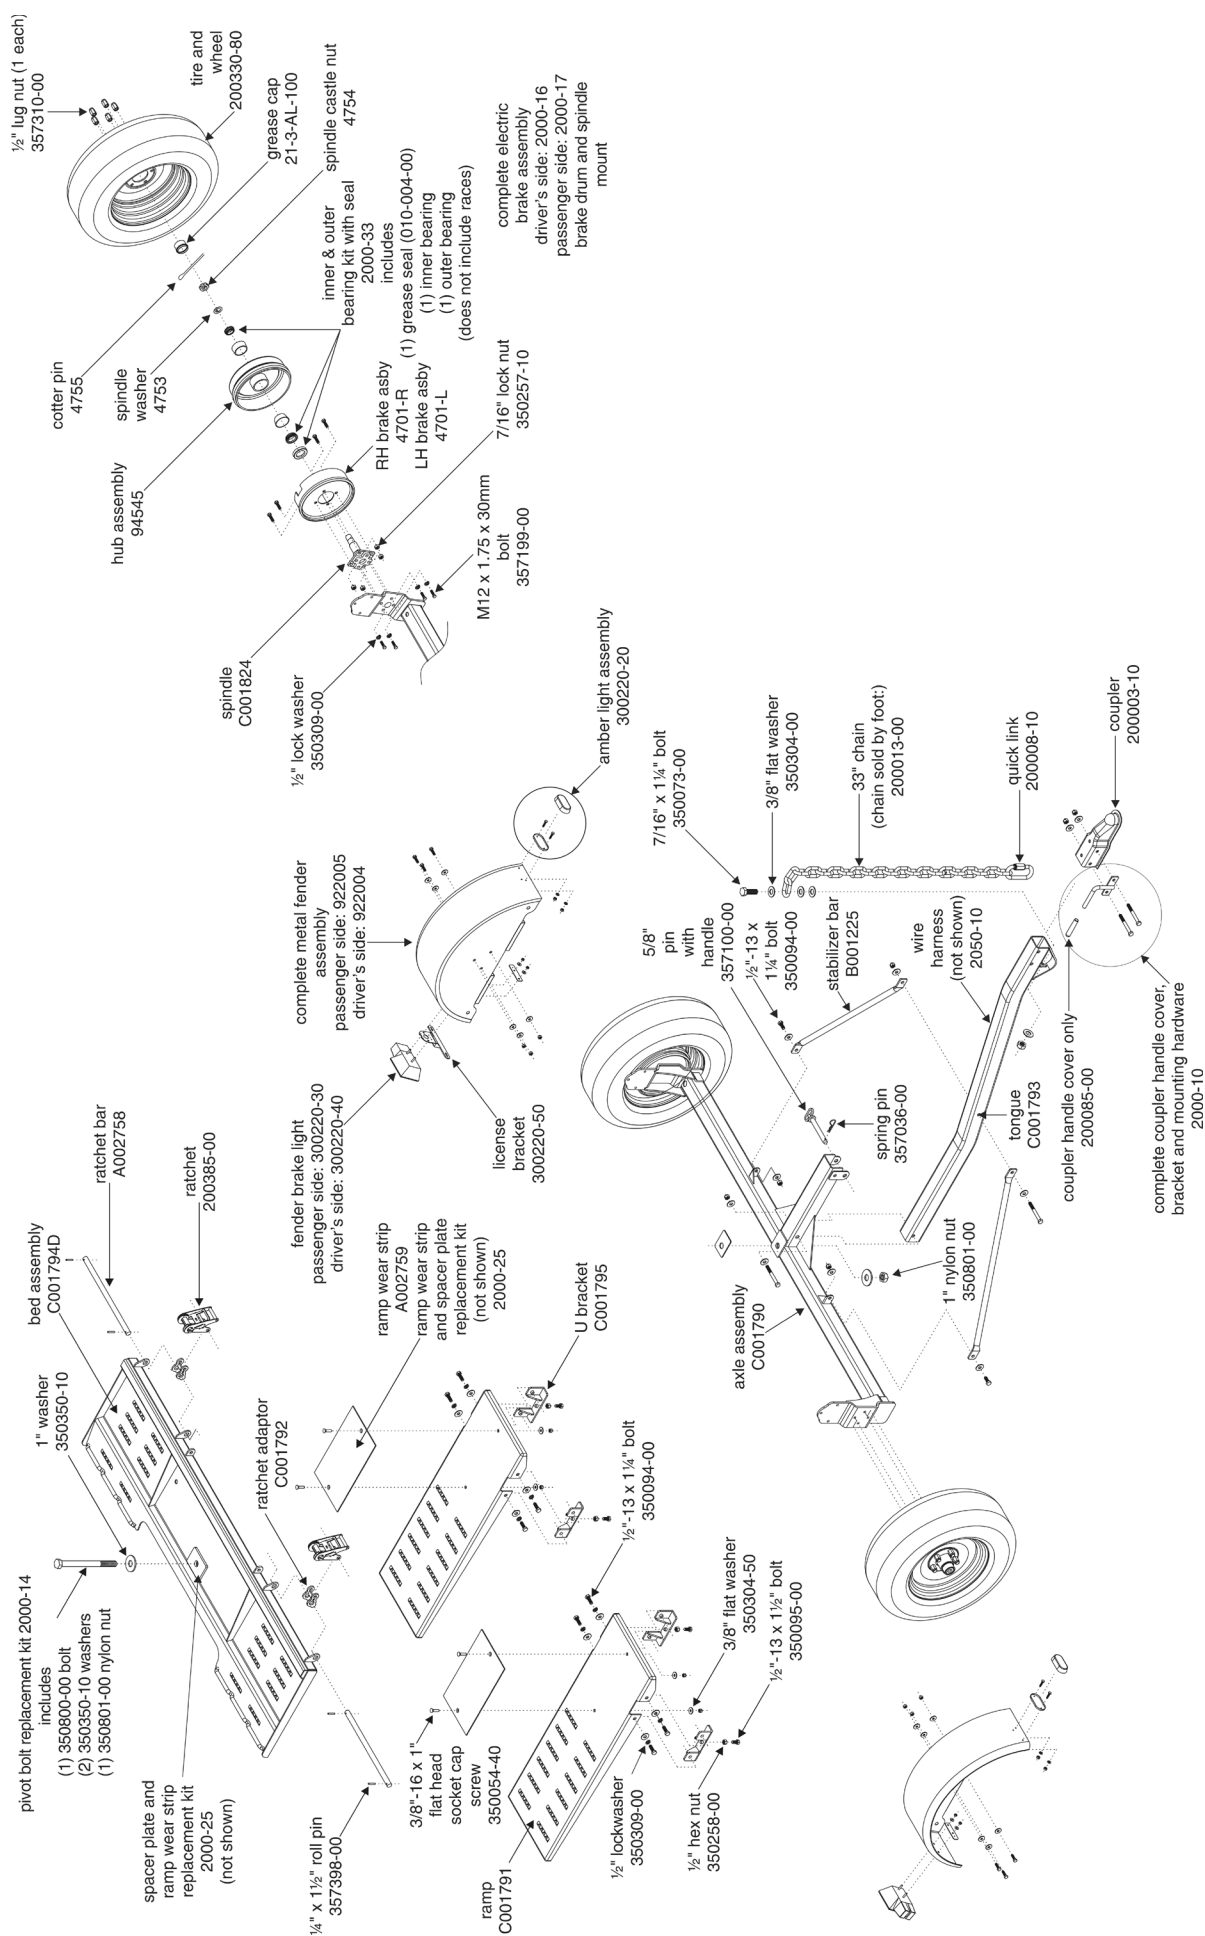 pivot bolt replacement kit 2000-14
includes
(1) 350800-00 bolt
(2) 350350-10 washers
(1) 350801-00 nylon nut
1" washer
350350-10
bed assembly
C001794D
ratchet bar
A002758
ratchet
200385-00
spacer plate and
ramp wear strip
replacement kit
2000-25
(not shown)
ratchet adaptor
C001792
¼" x 1½" roll pin
357398-00
3/8"-16 x 1"
flat head
socket cap
screw
350054-40
ramp
C001791
½" lockwasher
350309-00
½" hex nut
350258-00
3/8" flat washer
350304-50
½"-13 x 1½" bolt
350095-00
½"-13 x 1¼" bolt
350094-00
ramp wear strip
A002759
ramp wear strip
and spacer plate
replacement kit
(not shown)
2000-25
U bracket
C001795
fender brake light
passenger side: 300220-30
driver's side: 300220-40
license
bracket
300220-50
complete metal fender
assembly
passenger side: 922005
driver's side: 922004
amber light assembly
300220-20
½" lock washer
350309-00
spindle
C001824
hub assembly
94545
cotter pin
4755
spindle
washer
4753
½" lug nut (1 each)
357310-00
tire and
wheel
200330-80
grease cap
21-3-AL-100
spindle castle nut
4754
inner & outer
bearing kit with seal
2000-33
includes
(1) grease seal (010-004-00)
(1) inner bearing
(1) outer bearing
(does not include races)
RH brake asby
4701-R
LH brake asby
4701-L
7/16" lock nut
350257-10
M12 x 1.75 x 30mm
bolt
357199-00
complete electric
brake assembly
driver's side: 2000-16
passenger side: 2000-17
brake drum and spindle
mount
axle assembly
C001790
1" nylon nut
350801-00
5/8"
pin
with
handle
357100-00
½"-13 x
1¼" bolt
350094-00
spring pin
357036-00
stabilizer bar
B001225
wire
harness
(not shown)
2050-10
tongue
C001793
7/16" x 1¼" bolt
350073-00
3/8" flat washer
350304-00
33" chain
(chain sold by foot:)
200013-00
quick link
200008-10
coupler
200003-10
coupler handle cover only
200085-00
complete coupler handle cover,
bracket and mounting hardware
2000-10